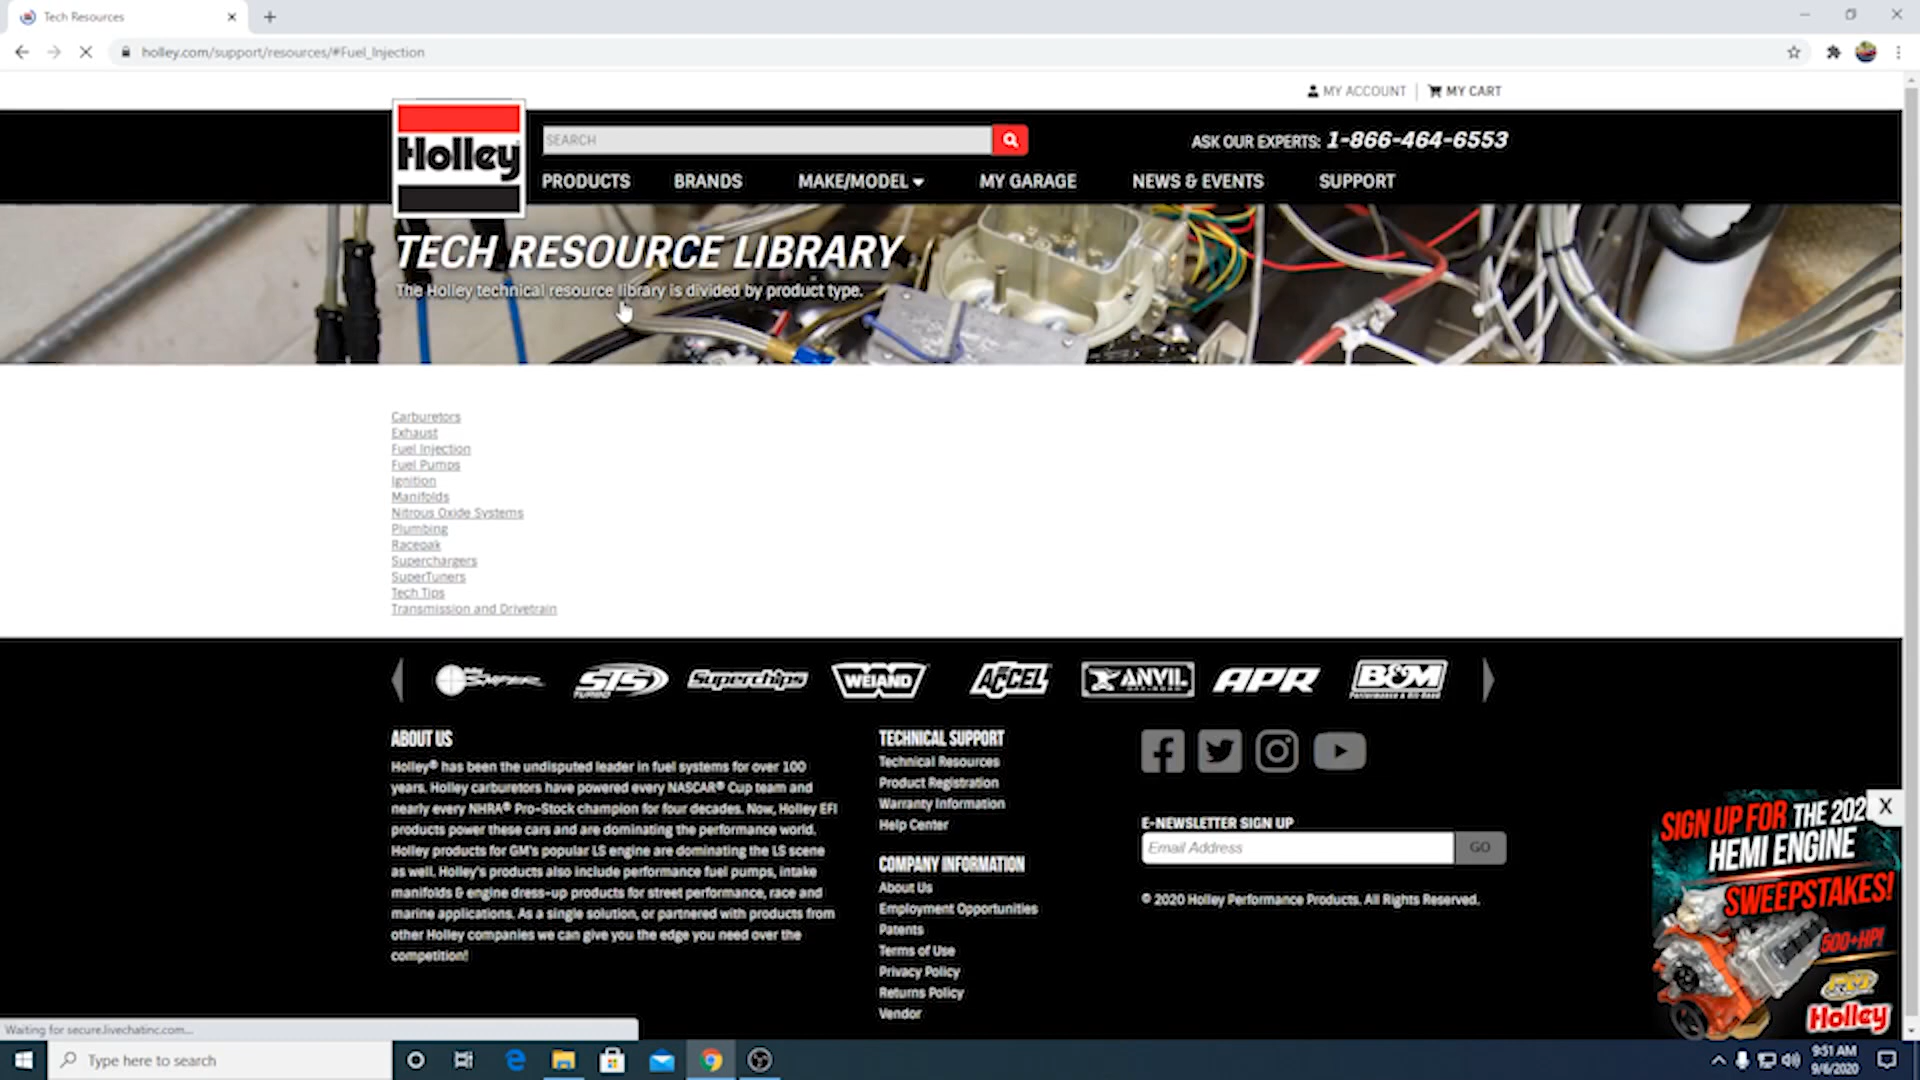 Tech Resources
holley.com/support/resources/#Fuel_Injection
MY ACCOUNT
MY CART
Holley
SEARCH
ASK OUR EXPERTS: 1-866-464-6553
PRODUCTS
BRANDS
MAKE/MODEL
MY GARAGE
NEWS & EVENTS
SUPPORT
TECH RESOURCE LIBRARY
The Holley technical resource library is divided by product type.
Carburetors
Exhaust
Fuel Injection
Fuel Pumps
Ignition
Manifolds
Nitrous Oxide Systems
Plumbing
Racepak
Superchargers
SuperTuners
Tech Tips
Transmission and Drivetrain
STS
TURBO
Superchips
WEIAND
ACCEL
ANVIL
OFF-ROAD
APR
B&M
ABOUT US
Holley® has been the undisputed leader in fuel systems for over 100
years. Holley carburetors have powered every NASCAR® Cup team and
nearly every NHRA® Pro-Stock champion for four decades. Now, Holley EFI
products power these cars and are dominating the performance world.
Holley products for GM's popular LS engine are dominating the LS scene
as well. Holley's products also include performance fuel pumps, intake
manifolds & engine dress-up products for street performance, race and
marine applications. As a single solution, or partnered with products from
other Holley companies we can give you the edge you need over the
competition!
TECHNICAL SUPPORT
Technical Resources
Product Registration
Warranty Information
Help Center
COMPANY INFORMATION
About Us
Employment Opportunities
Patents
Terms of Use
Privacy Policy
Returns Policy
Vendor
E-NEWSLETTER SIGN UP
Email Address
GO
© 2020 Holley Performance Products. All Rights Reserved.
X
SIGN UP FOR THE 202
HEMI ENGINE
SWEEPSTAKES!
500+HP!
Holley
Waiting for secure.livechatinc.com...
Type here to search
9:51 AM
9/6/2020